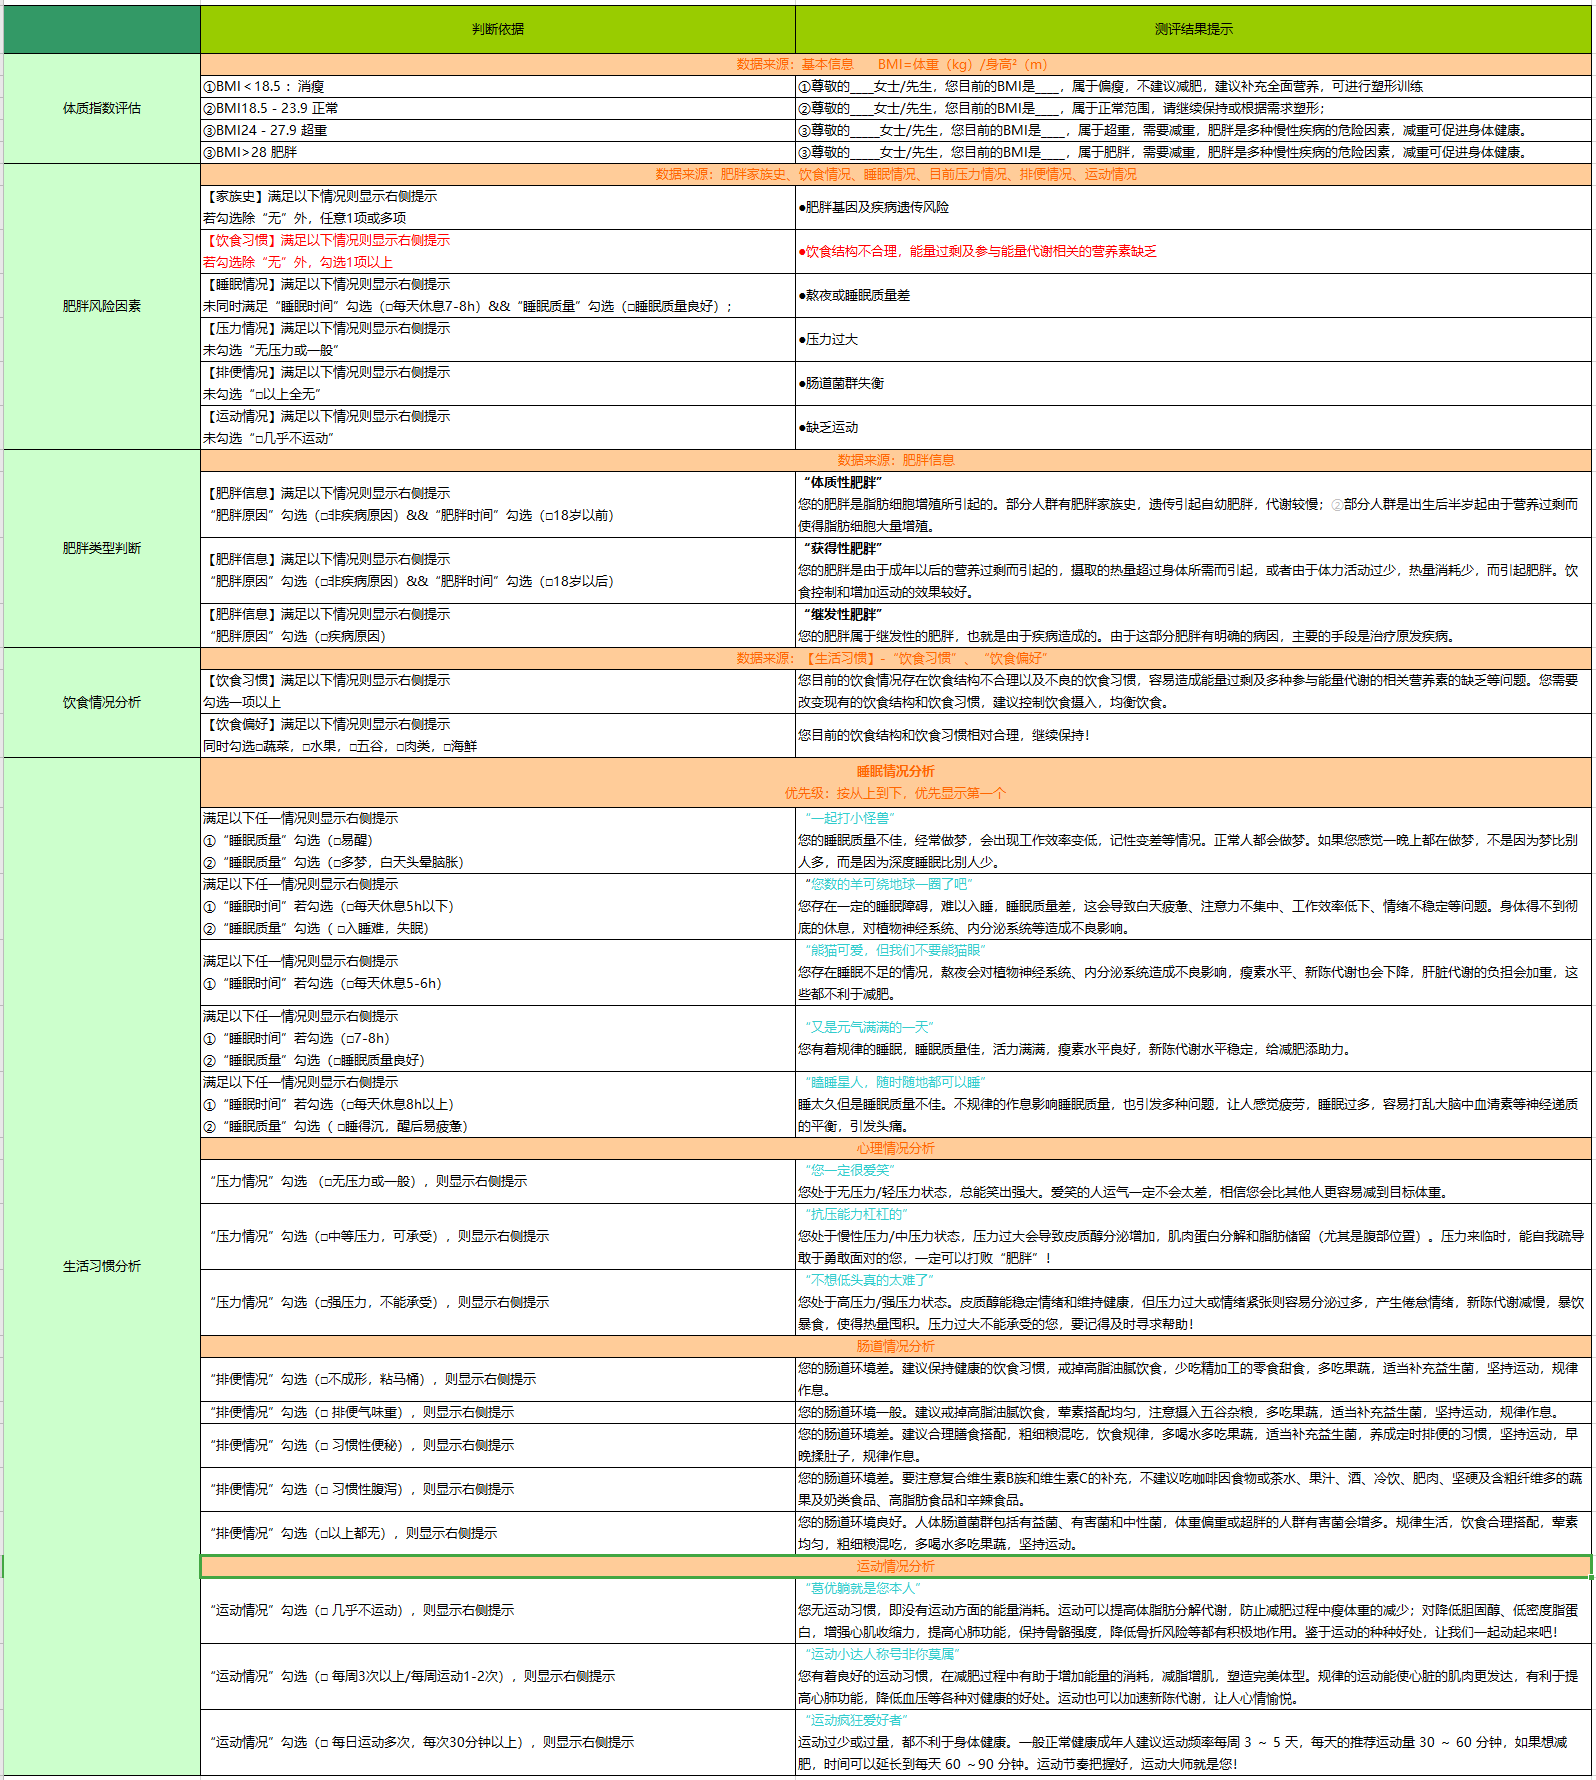 判断依据
测评结果提示
体质指数评估
数据来源：基本信息 BMI=体重（kg）/身高²（m）
①BMI＜18.5：消瘦
①尊敬的____女士/先生，您目前的BMI是____，属于偏瘦，不建议减肥，建议补充全面营养，可进行塑形训练
②BMI18.5 - 23.9 正常
②尊敬的____女士/先生，您目前的BMI是____，属于正常范围，请继续保持或根据需求塑形；
③BMI24 - 27.9 超重
③尊敬的_____女士/先生，您目前的BMI是____，属于超重，需要减重，肥胖是多种慢性疾病的危险因素，减重可促进身体健康。
③BMI>28 肥胖
③尊敬的_____女士/先生，您目前的BMI是____，属于肥胖，需要减重，肥胖是多种慢性疾病的危险因素，减重可促进身体健康。
肥胖风险因素
数据来源：肥胖家族史、饮食情况、睡眠情况、目前压力情况、排便情况、运动情况
【家族史】满足以下情况则显示右侧提示
若勾选除“无”外，任意1项或多项
●肥胖基因及疾病遗传风险
【饮食习惯】满足以下情况则显示右侧提示
若勾选除“无”外，勾选1项以上
●饮食结构不合理，能量过剩及参与能量代谢相关的营养素缺乏
【睡眠情况】满足以下情况则显示右侧提示
未同时满足“睡眠时间”勾选（□每天休息7-8h）&&“睡眠质量”勾选（□睡眠质量良好）；
●熬夜或睡眠质量差
【压力情况】满足以下情况则显示右侧提示
未勾选“无压力或一般”
●压力过大
【排便情况】满足以下情况则显示右侧提示
未勾选“□以上全无”
●肠道菌群失衡
【运动情况】满足以下情况则显示右侧提示
未勾选“□几乎不运动”
●缺乏运动
肥胖类型判断
数据来源：肥胖信息
【肥胖信息】满足以下情况则显示右侧提示
“肥胖原因”勾选（□非疾病原因）&&“肥胖时间”勾选（□18岁以前）
“体质性肥胖”
您的肥胖是脂肪细胞增殖所引起的。部分人群有肥胖家族史，遗传引起自幼肥胖，代谢较慢；②部分人群是出生后半岁起由于营养过剩而
使得脂肪细胞大量增殖。
【肥胖信息】满足以下情况则显示右侧提示
“肥胖原因”勾选（□非疾病原因）&&“肥胖时间”勾选（□18岁以后）
“获得性肥胖”
您的肥胖是由于成年以后的营养过剩而引起的，摄取的热量超过身体所需而引起，或者由于体力活动过少，热量消耗少，而引起肥胖。饮
食控制和增加运动的效果较好。
【肥胖信息】满足以下情况则显示右侧提示
“肥胖原因”勾选（□疾病原因）
“继发性肥胖”
您的肥胖属于继发性的肥胖，也就是由于疾病造成的。由于这部分肥胖有明确的病因，主要的手段是治疗原发疾病。
饮食情况分析
数据来源：【生活习惯】-“饮食习惯”、“饮食偏好”
【饮食习惯】满足以下情况则显示右侧提示
勾选一项以上
您目前的饮食情况存在饮食结构不合理以及不良的饮食习惯，容易造成能量过剩及多种参与能量代谢的相关营养素的缺乏等问题。您需要
改变现有的饮食结构和饮食习惯，建议控制饮食摄入，均衡饮食。
【饮食偏好】满足以下情况则显示右侧提示
同时勾选□蔬菜，□水果，□五谷，□肉类，□海鲜
您目前的饮食结构和饮食习惯相对合理，继续保持！
生活习惯分析
睡眠情况分析
优先级：按从上到下，优先显示第一个
满足以下任一情况则显示右侧提示
①“睡眠质量”勾选（□易醒）
②“睡眠质量”勾选（□多梦，白天头晕脑胀）
“一起打小怪兽”
您的睡眠质量不佳，经常做梦，会出现工作效率变低，记性变差等情况。正常人都会做梦。如果您感觉一晚上都在做梦，不是因为梦比别
人多，而是因为深度睡眠比别人少。
满足以下任一情况则显示右侧提示
①“睡眠时间”若勾选（□每天休息5h以下）
②“睡眠质量”勾选（ □入睡难，失眠）
“您数的羊可绕地球一圈了吧”
您存在一定的睡眠障碍，难以入睡，睡眠质量差，这会导致白天疲惫、注意力不集中、工作效率低下、情绪不稳定等问题。身体得不到彻
底的休息，对植物神经系统、内分泌系统等造成不良影响。
满足以下任一情况则显示右侧提示
①“睡眠时间”若勾选（□每天休息5-6h）
“熊猫可爱，但我们不要熊猫眼”
您存在睡眠不足的情况，熬夜会对植物神经系统、内分泌系统造成不良影响，瘦素水平、新陈代谢也会下降，肝脏代谢的负担会加重，这
些都不利于减肥。
满足以下任一情况则显示右侧提示
①“睡眠时间”若勾选（□7-8h）
②“睡眠质量”勾选（□睡眠质量良好）
“又是元气满满的一天”
您有着规律的睡眠，睡眠质量佳，活力满满，瘦素水平良好，新陈代谢水平稳定，给减肥添助力。
满足以下任一情况则显示右侧提示
①“睡眠时间”若勾选（□每天休息8h以上）
②“睡眠质量”勾选（ □睡得沉，醒后易疲惫）
“瞌睡星人，随时随地都可以睡”
睡太久但是睡眠质量不佳。不规律的作息影响睡眠质量，也引发多种问题，让人感觉疲劳，睡眠过多，容易打乱大脑中血清素等神经递质
的平衡，引发头痛。
心理情况分析
“压力情况”勾选 （□无压力或一般），则显示右侧提示
“您一定很爱笑”
您处于无压力/轻压力状态，总能笑出强大。爱笑的人运气一定不会太差，相信您会比其他人更容易减到目标体重。
“压力情况”勾选（□中等压力，可承受），则显示右侧提示
“抗压能力杠杠的”
您处于慢性压力/中压力状态，压力过大会导致皮质醇分泌增加，肌肉蛋白分解和脂肪储留（尤其是腹部位置）。压力来临时，能自我疏导
敢于勇敢面对的您，一定可以打败“肥胖”！
“压力情况”勾选（□强压力，不能承受），则显示右侧提示
“不想低头真的太难了”
您处于高压力/强压力状态。皮质醇能稳定情绪和维持健康，但压力过大或情绪紧张则容易分泌过多，产生倦怠情绪，新陈代谢减慢，暴饮
暴食，使得热量囤积。压力过大不能承受的您，要记得及时寻求帮助！
肠道情况分析
“排便情况”勾选（□不成形，粘马桶），则显示右侧提示
您的肠道环境差。建议保持健康的饮食习惯，戒掉高脂油腻饮食，少吃精加工的零食甜食，多吃果蔬，适当补充益生菌，坚持运动，规律
作息。
“排便情况”勾选（□ 排便气味重），则显示右侧提示
您的肠道环境一般。建议戒掉高脂油腻饮食，荤素搭配均匀，注意摄入五谷杂粮，多吃果蔬，适当补充益生菌，坚持运动，规律作息。
“排便情况”勾选（□ 习惯性便秘），则显示右侧提示
您的肠道环境差。建议合理膳食搭配，粗细粮混吃，饮食规律，多喝水多吃果蔬，适当补充益生菌，养成定时排便的习惯，坚持运动，早
晚揉肚子，规律作息。
“排便情况”勾选（□ 习惯性腹泻），则显示右侧提示
您的肠道环境差。要注意复合维生素B族和维生素C的补充，不建议吃咖啡因食物或茶水、果汁、酒、冷饮、肥肉、坚硬及含粗纤维多的蔬
果及奶类食品、高脂肪食品和辛辣食品。
“排便情况”勾选（□以上都无），则显示右侧提示
您的肠道环境良好。人体肠道菌群包括有益菌、有害菌和中性菌，体重偏重或超胖的人群有害菌会增多。规律生活，饮食合理搭配，荤素
均匀，粗细粮混吃，多喝水多吃果蔬，坚持运动。
运动情况分析
“运动情况”勾选（□ 几乎不运动），则显示右侧提示
“葛优躺就是您本人”
您无运动习惯，即没有运动方面的能量消耗。运动可以提高体脂肪分解代谢，防止减肥过程中瘦体重的减少；对降低胆固醇、低密度脂蛋
白，增强心肌收缩力，提高心肺功能，保持骨骼强度，降低骨折风险等都有积极地作用。鉴于运动的种种好处，让我们一起动起来吧！
“运动情况”勾选（□ 每周3次以上/每周运动1-2次），则显示右侧提示
“运动小达人称号非你莫属”
您有着良好的运动习惯，在减肥过程中有助于增加能量的消耗，减脂增肌，塑造完美体型。规律的运动能使心脏的肌肉更发达，有利于提
高心肺功能，降低血压等各种对健康的好处。运动也可以加速新陈代谢，让人心情愉悦。
“运动情况”勾选（□ 每日运动多次，每次30分钟以上），则显示右侧提示
“运动疯狂爱好者”
运动过少或过量，都不利于身体健康。一般正常健康成年人建议运动频率每周 3 ～ 5 天，每天的推荐运动量 30 ～ 60 分钟，如果想减
肥，时间可以延长到每天 60 ～90 分钟。运动节奏把握好，运动大师就是您！